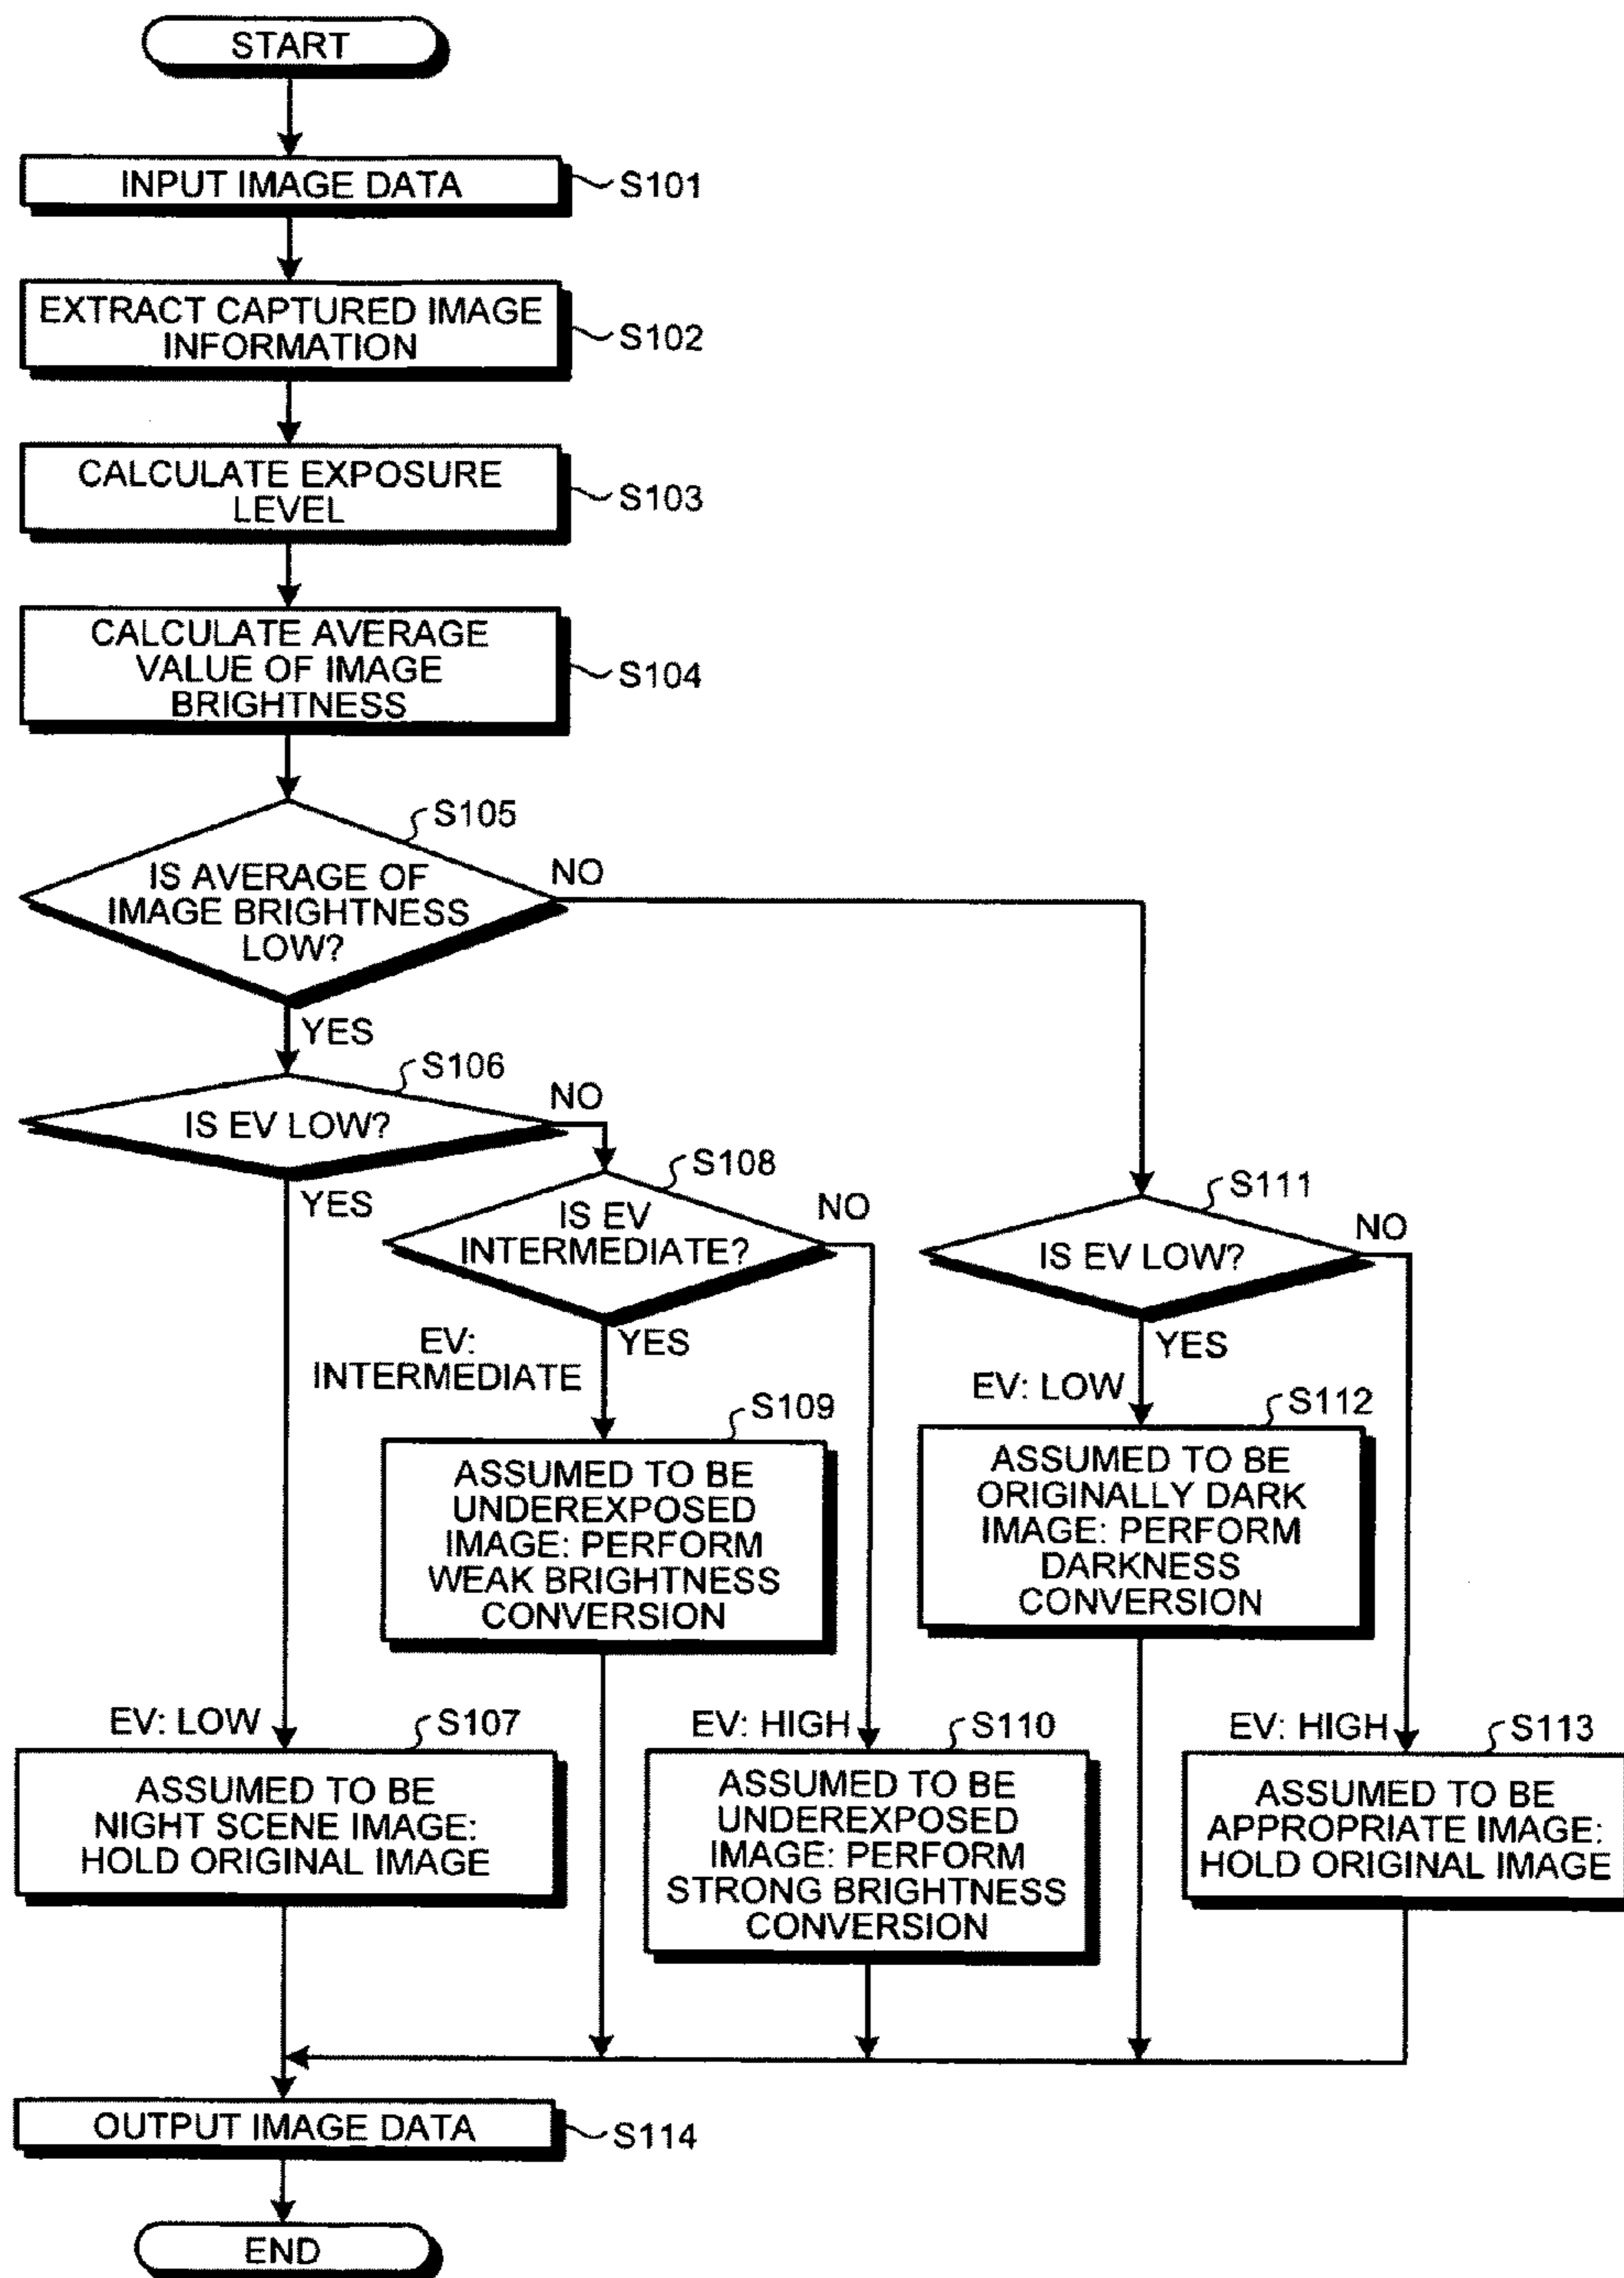 START
INPUT IMAGE DATA
S101
EXTRACT CAPTURED IMAGE
INFORMATION
S102
CALCULATE EXPOSURE
LEVEL
S103
CALCULATE AVERAGE
VALUE OF IMAGE
BRIGHTNESS
S104
S105
IS AVERAGE OF
IMAGE BRIGHTNESS
LOW?
NO
YES
S106
IS EV LOW?
NO
YES
S108
IS EV
INTERMEDIATE?
NO
YES
EV:
INTERMEDIATE
S111
IS EV LOW?
NO
YES
EV: LOW
S109
ASSUMED TO BE
UNDEREXPOSED
IMAGE: PERFORM
WEAK BRIGHTNESS
CONVERSION
S112
ASSUMED TO BE
ORIGINALLY DARK
IMAGE: PERFORM
DARKNESS
CONVERSION
EV: LOW
S107
ASSUMED TO BE
NIGHT SCENE IMAGE:
HOLD ORIGINAL IMAGE
EV: HIGH
S110
ASSUMED TO BE
UNDEREXPOSED
IMAGE: PERFORM
STRONG BRIGHTNESS
CONVERSION
EV: HIGH
S113
ASSUMED TO BE
APPROPRIATE IMAGE:
HOLD ORIGINAL IMAGE
OUTPUT IMAGE DATA
S114
END